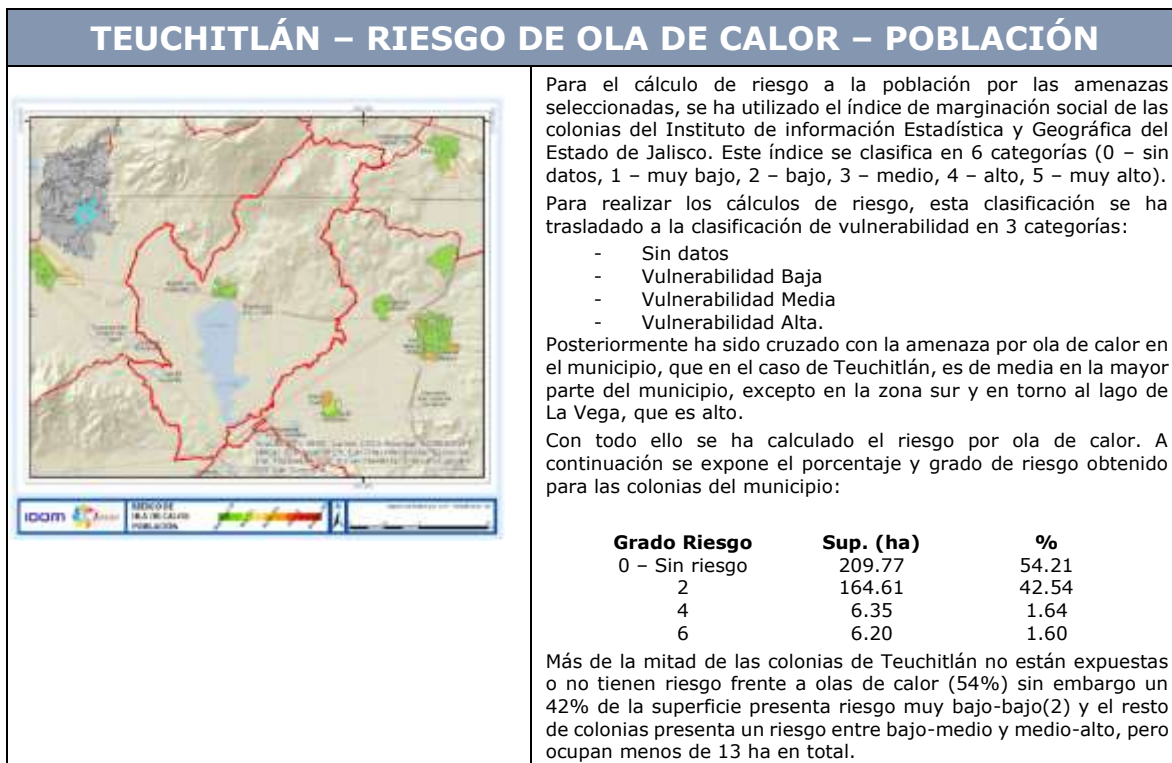 TEUCHITLÁN – RIESGO DE OLA DE CALOR – POBLACIÓN
Para el cálculo de riesgo a la población por las amenazas
seleccionadas, se ha utilizado el índice de marginación social de las
colonias del Instituto de información Estadística y Geográfica del
Estado de Jalisco. Este índice se clasifica en 6 categorías (0 – sin
datos, 1 – muy bajo, 2 – bajo, 3 – medio, 4 – alto, 5 – muy alto).
Para realizar los cálculos de riesgo, esta clasificación se ha
trasladado a la clasificación de vulnerabilidad en 3 categorías:
- Sin datos
- Vulnerabilidad Baja
- Vulnerabilidad Media
- Vulnerabilidad Alta.
Posteriormente ha sido cruzado con la amenaza por ola de calor en
el municipio, que en el caso de Teuchitlán, es de media en la mayor
parte del municipio, excepto en la zona sur y en torno al lago de
La Vega, que es alto.
Con todo ello se ha calculado el riesgo por ola de calor. A
continuación se expone el porcentaje y grado de riesgo obtenido
para las colonias del municipio:
Grado Riesgo Sup. (ha) %
0 – Sin riesgo 209.77 54.21
2 164.61 42.54
4 6.35 1.64
6 6.20 1.60
Más de la mitad de las colonias de Teuchitlán no están expuestas
o no tienen riesgo frente a olas de calor (54%) sin embargo un
42% de la superficie presenta riesgo muy bajo-bajo(2) y el resto
de colonias presenta un riesgo entre bajo-medio y medio-alto, pero
ocupan menos de 13 ha en total.
IDOM
RIESGO DE
OLA DE CALOR
POBLACIÓN